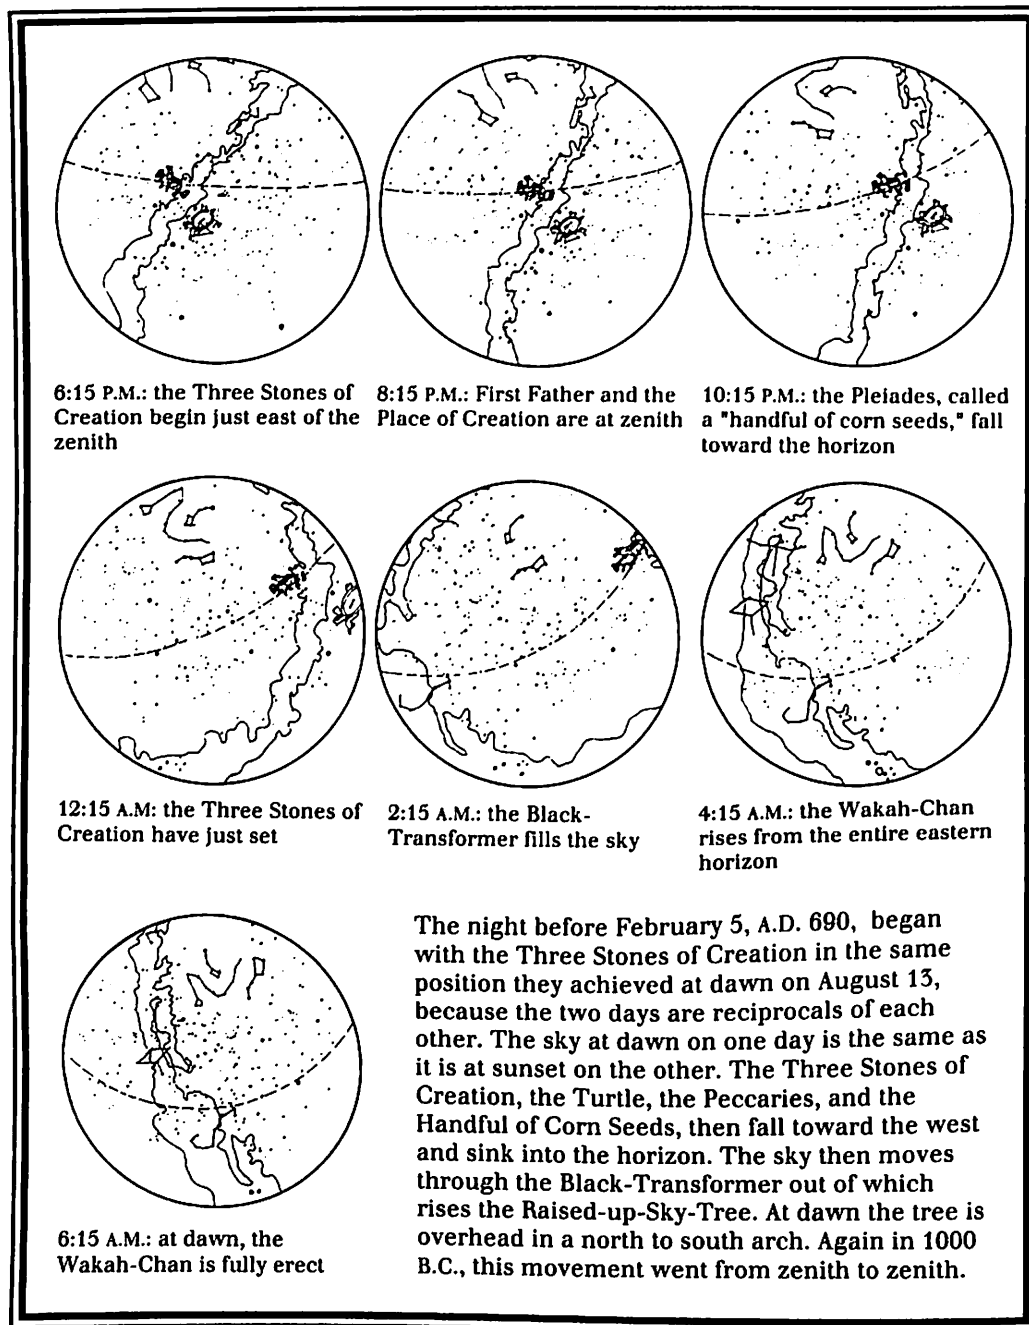 6:15 P.M.: the Three Stones of
Creation begin just east of the
zenith
8:15 P.M.: First Father and the
Place of Creation are at zenith
10:15 P.M.: the Pleiades, called
a "handful of corn seeds," fall
toward the horizon
12:15 A.M: the Three Stones of
Creation have just set
2:15 A.M.: the Black-
Transformer fills the sky
4:15 A.M.: the Wakah-Chan
rises from the entire eastern
horizon
6:15 A.M.: at dawn, the
Wakah-Chan is fully erect
The night before February 5, A.D. 690, began
with the Three Stones of Creation in the same
position they achieved at dawn on August 13,
because the two days are reciprocals of each
other. The sky at dawn on one day is the same as
it is at sunset on the other. The Three Stones of
Creation, the Turtle, the Peccaries, and the
Handful of Corn Seeds, then fall toward the west
and sink into the horizon. The sky then moves
through the Black-Transformer out of which
rises the Raised-up-Sky-Tree. At dawn the tree is
overhead in a north to south arch. Again in 1000
B.C., this movement went from zenith to zenith.